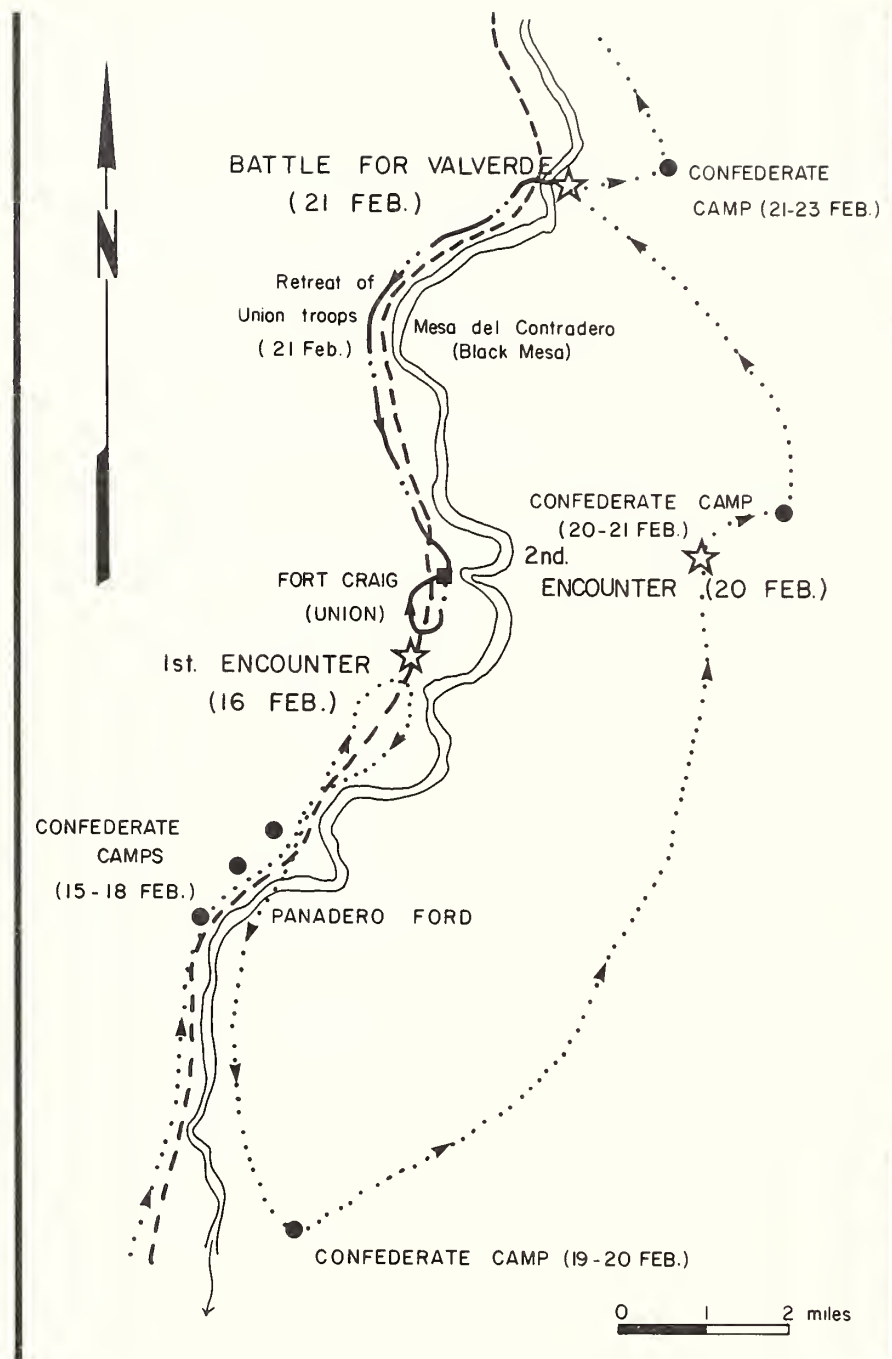 BATTLE FOR VALVERDE
(21 FEB.)
CONFEDERATE
CAMP (21-23 FEB.)
N
Retreat of
Union troops
(21 Feb.)
Mesa del Contradero
(Black Mesa)
CONFEDERATE CAMP
(20-21 FEB.)
2nd.
ENCOUNTER (20 FEB.)
FORT CRAIG
(UNION)
1st. ENCOUNTER
(16 FEB.)
CONFEDERATE
CAMPS
(15-18 FEB.)
PANADERO FORD
CONFEDERATE CAMP (19-20 FEB.)
0 1 2 miles